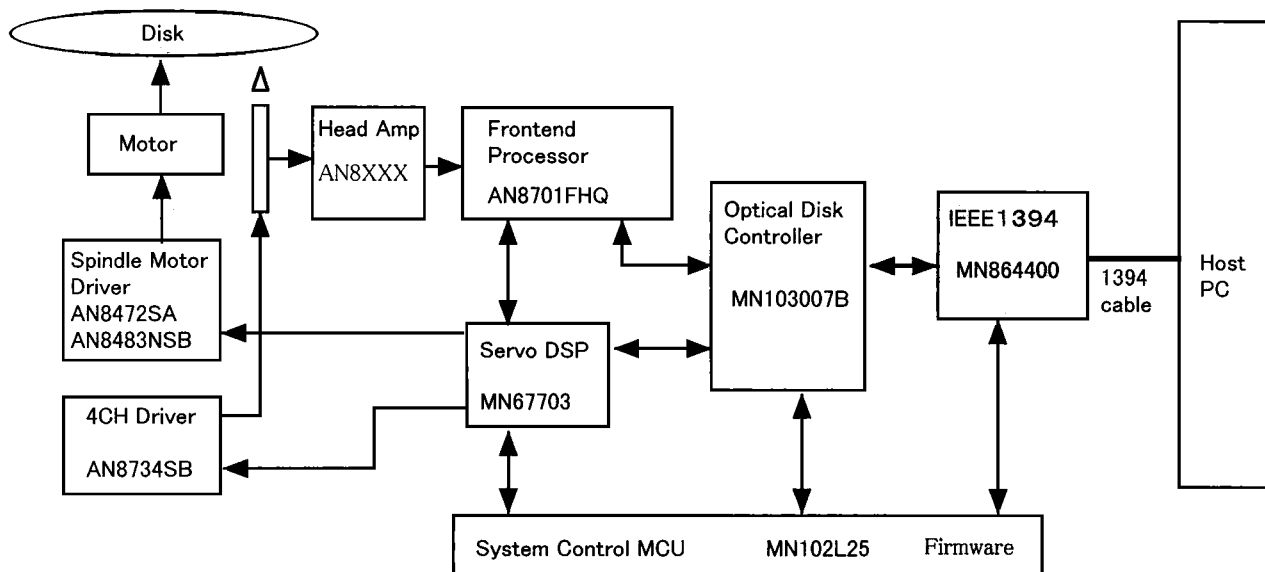 Disk
Motor
Head Amp
AN8XXX
Frontend
Processor
AN8701FHQ
Optical Disk
Controller
MN103007B
IEEE1394
MN864400
1394
cable
Host
PC
Spindle Motor
Driver
AN8472SA
AN8483NSB
Servo DSP
MN67703
4CH Driver
AN8734SB
System Control MCU MN102L25 Firmware